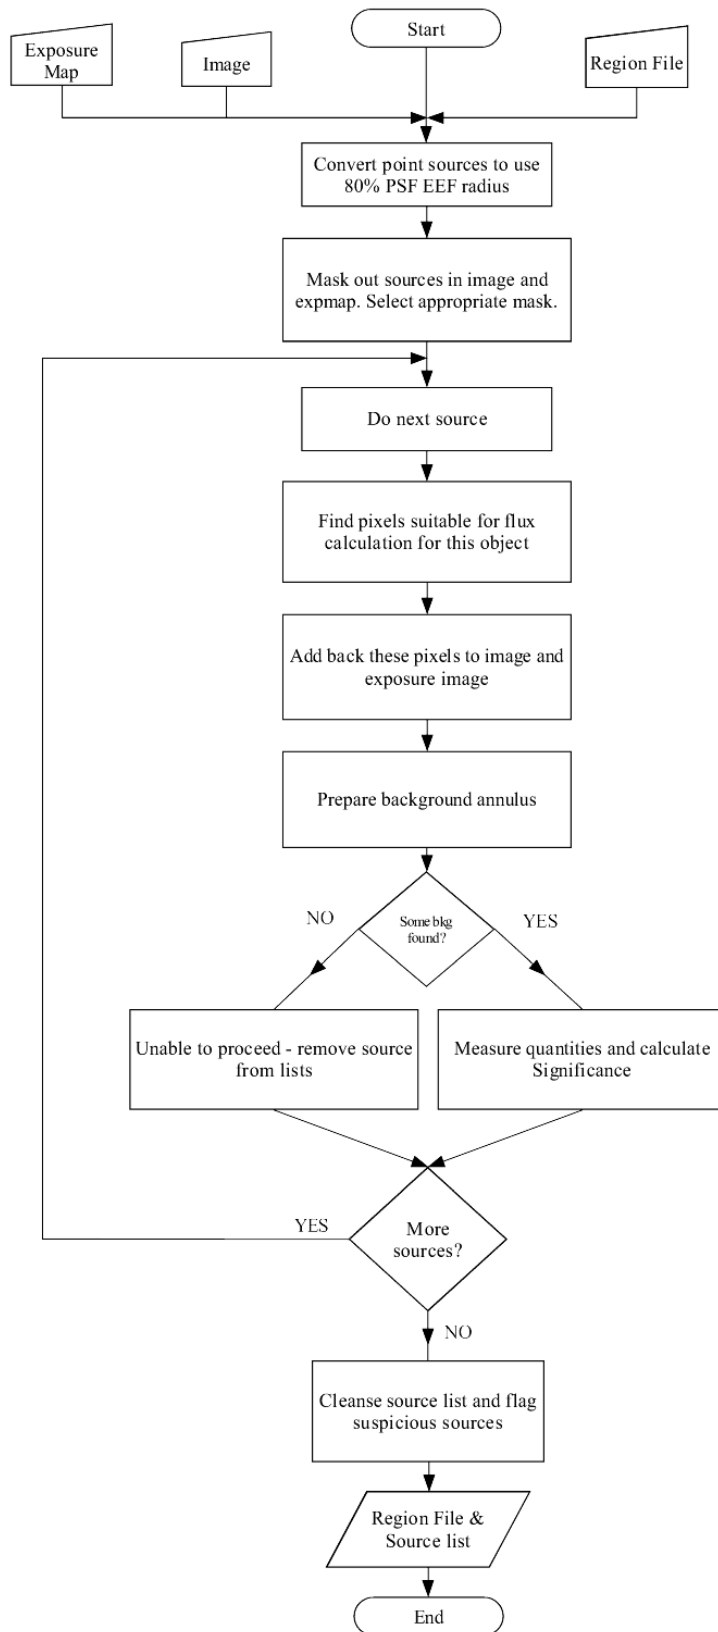 Start
Exposure
Map
Image
Region File
Convert point sources to use
80% PSF EEF radius
Mask out sources in image and
expmap. Select appropriate mask.
Do next source
Find pixels suitable for flux
calculation for this object
Add back these pixels to image and
exposure image
Prepare background annulus
Some bkg
found?
NO
YES
Unable to proceed - remove source
from lists
Measure quantities and calculate
Significance
More
sources?
YES
NO
Cleanse source list and flag
suspicious sources
Region File &
Source list
End